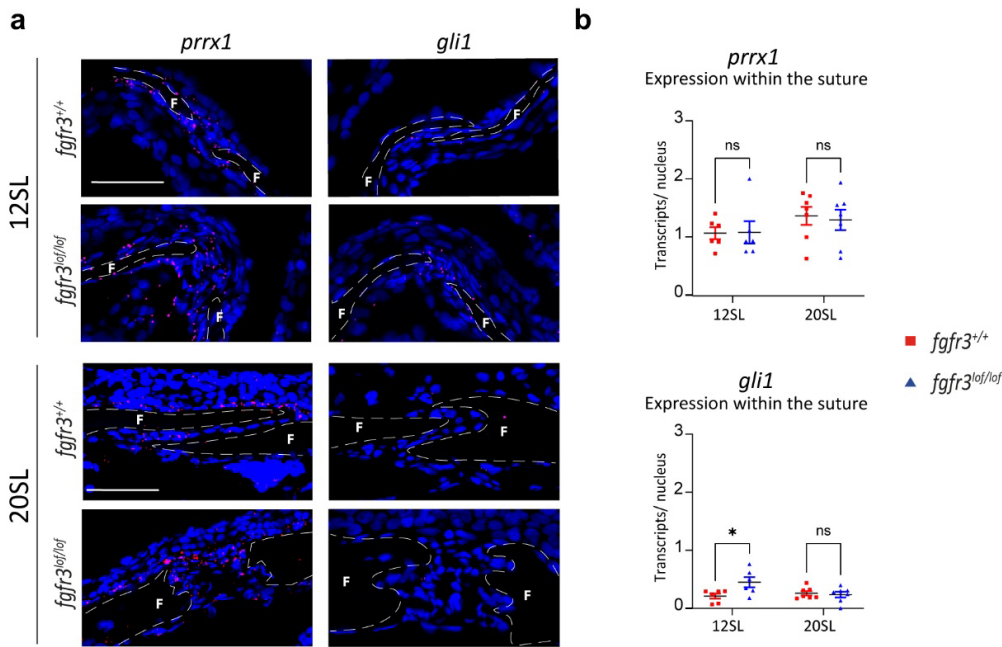 a
prrx1
gli1
12SL
fgfr3+/+
F
F
F
F
fgfr3lof/lof
F
F
F
F
20SL
fgfr3+/+
F
F
F
F
fgfr3lof/lof
F
F
F
F
b
prrx1
Expression within the suture
Transcripts/ nucleus
3
2
1
0
ns
ns
12SL
20SL
fgfr3+/+
fgfr3lof/lof
gli1
Expression within the suture
Transcripts/ nucleus
3
2
1
0
*
ns
12SL
20SL